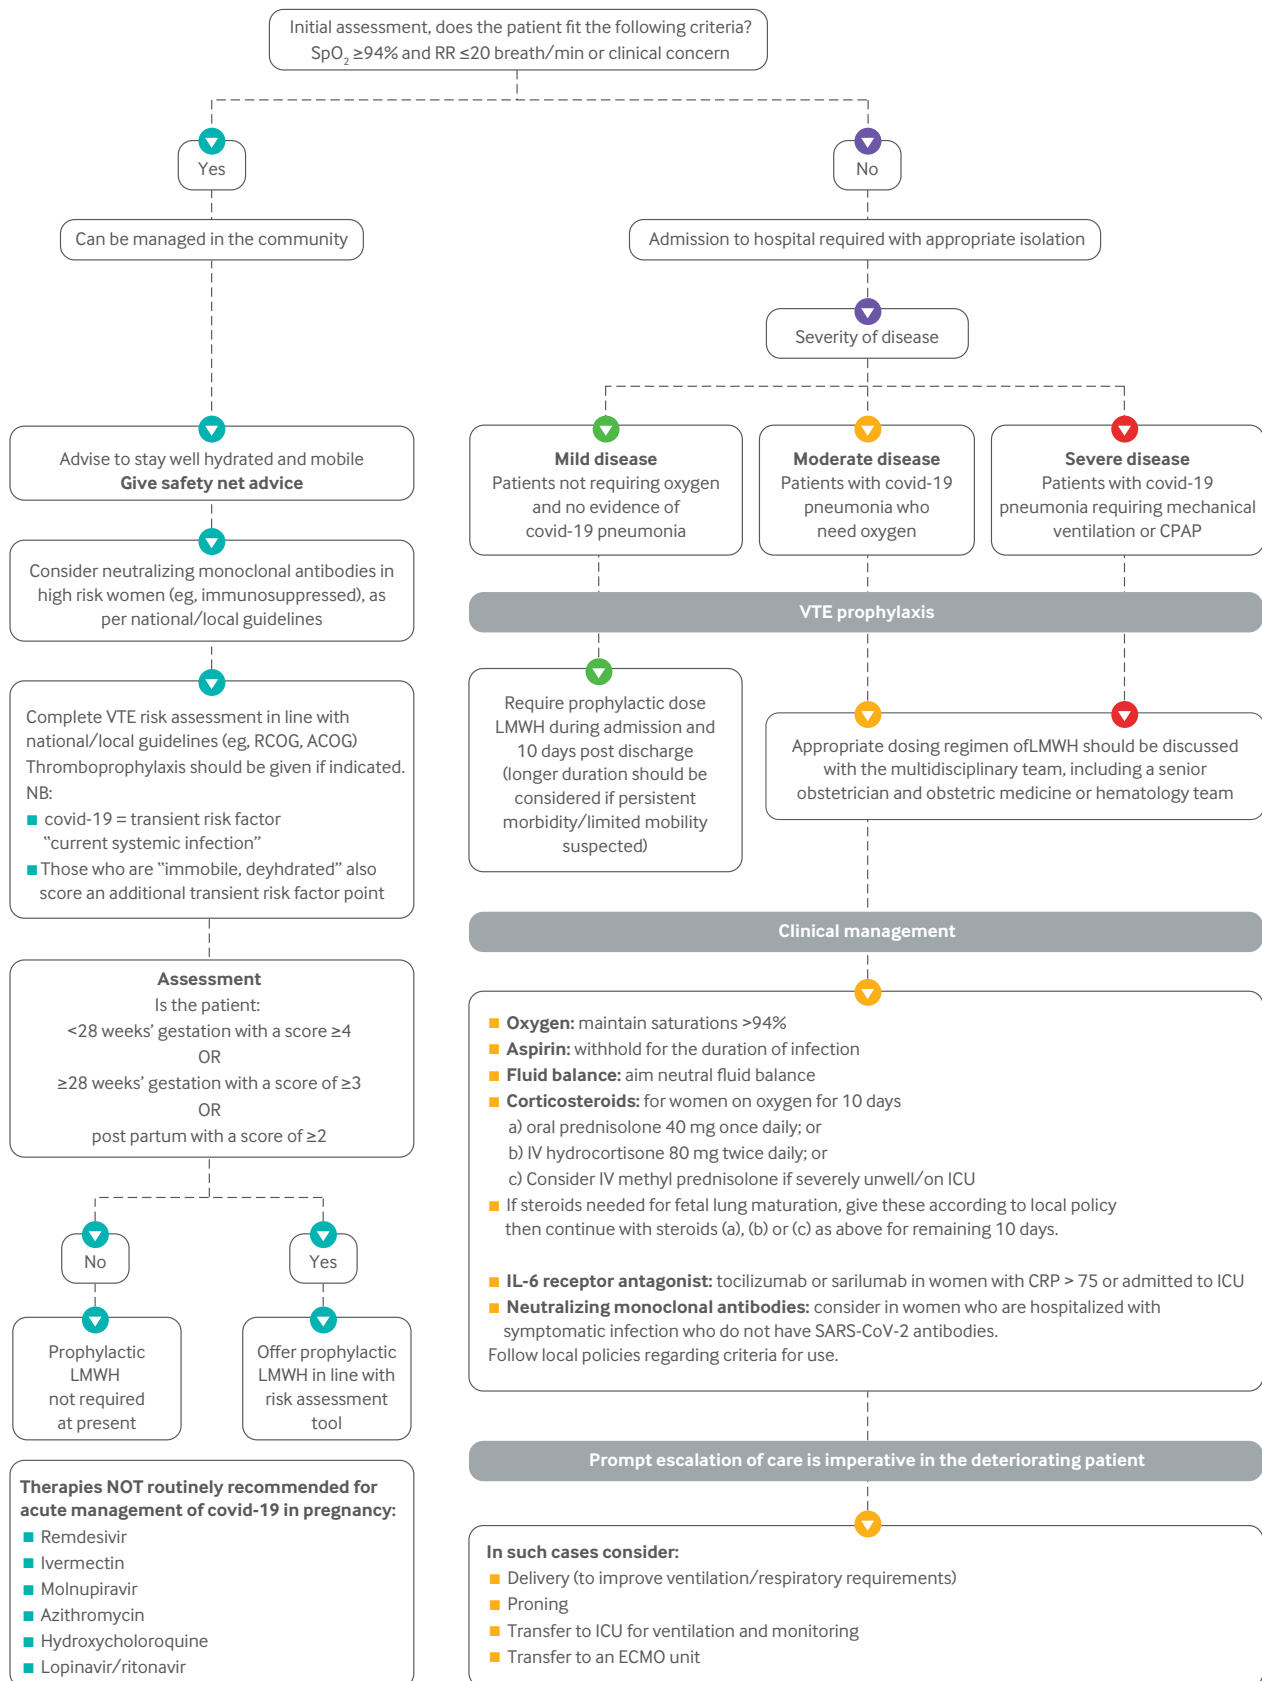 Initial assessment, does the patient fit the following criteria?
SpO₂ ≥94% and RR ≤20 breath/min or clinical concern
Yes
No
Can be managed in the community
Admission to hospital required with appropriate isolation
Severity of disease
Advise to stay well hydrated and mobile
Give safety net advice
Consider neutralizing monoclonal antibodies in
high risk women (eg, immunosuppressed), as
per national/local guidelines
Complete VTE risk assessment in line with
national/local guidelines (eg, RCOG, ACOG)
Thromboprophylaxis should be given if indicated.
NB:
covid-19 = transient risk factor
"current systemic infection"
Those who are "immobile, deyhdrated" also
score an additional transient risk factor point
Assessment
Is the patient:
<28 weeks' gestation with a score ≥4
OR
≥28 weeks' gestation with a score of ≥3
OR
post partum with a score of ≥2
No
Yes
Prophylactic
LMWH
not required
at present
Offer prophylactic
LMWH in line with
risk assessment
tool
Therapies NOT routinely recommended for
acute management of covid-19 in pregnancy:
Remdesivir
Ivermectin
Molnupiravir
Azithromycin
Hydroxycholoroquine
Lopinavir/ritonavir
Mild disease
Patients not requiring oxygen
and no evidence of
covid-19 pneumonia
Moderate disease
Patients with covid-19
pneumonia who
need oxygen
Severe disease
Patients with covid-19
pneumonia requiring mechanical
ventilation or CPAP
VTE prophylaxis
Require prophylactic dose
LMWH during admission and
10 days post discharge
(longer duration should be
considered if persistent
morbidity/limited mobility
suspected)
Appropriate dosing regimen ofLMWH should be discussed
with the multidisciplinary team, including a senior
obstetrician and obstetric medicine or hematology team
Clinical management
Oxygen: maintain saturations >94%
Aspirin: withhold for the duration of infection
Fluid balance: aim neutral fluid balance
Corticosteroids: for women on oxygen for 10 days
a) oral prednisolone 40 mg once daily; or
b) IV hydrocortisone 80 mg twice daily; or
c) Consider IV methyl prednisolone if severely unwell/on ICU
If steroids needed for fetal lung maturation, give these according to local policy
then continue with steroids (a), (b) or (c) as above for remaining 10 days.
IL-6 receptor antagonist: tocilizumab or sarilumab in women with CRP > 75 or admitted to ICU
Neutralizing monoclonal antibodies: consider in women who are hospitalized with
symptomatic infection who do not have SARS-CoV-2 antibodies.
Follow local policies regarding criteria for use.
Prompt escalation of care is imperative in the deteriorating patient
In such cases consider:
Delivery (to improve ventilation/respiratory requirements)
Proning
Transfer to ICU for ventilation and monitoring
Transfer to an ECMO unit